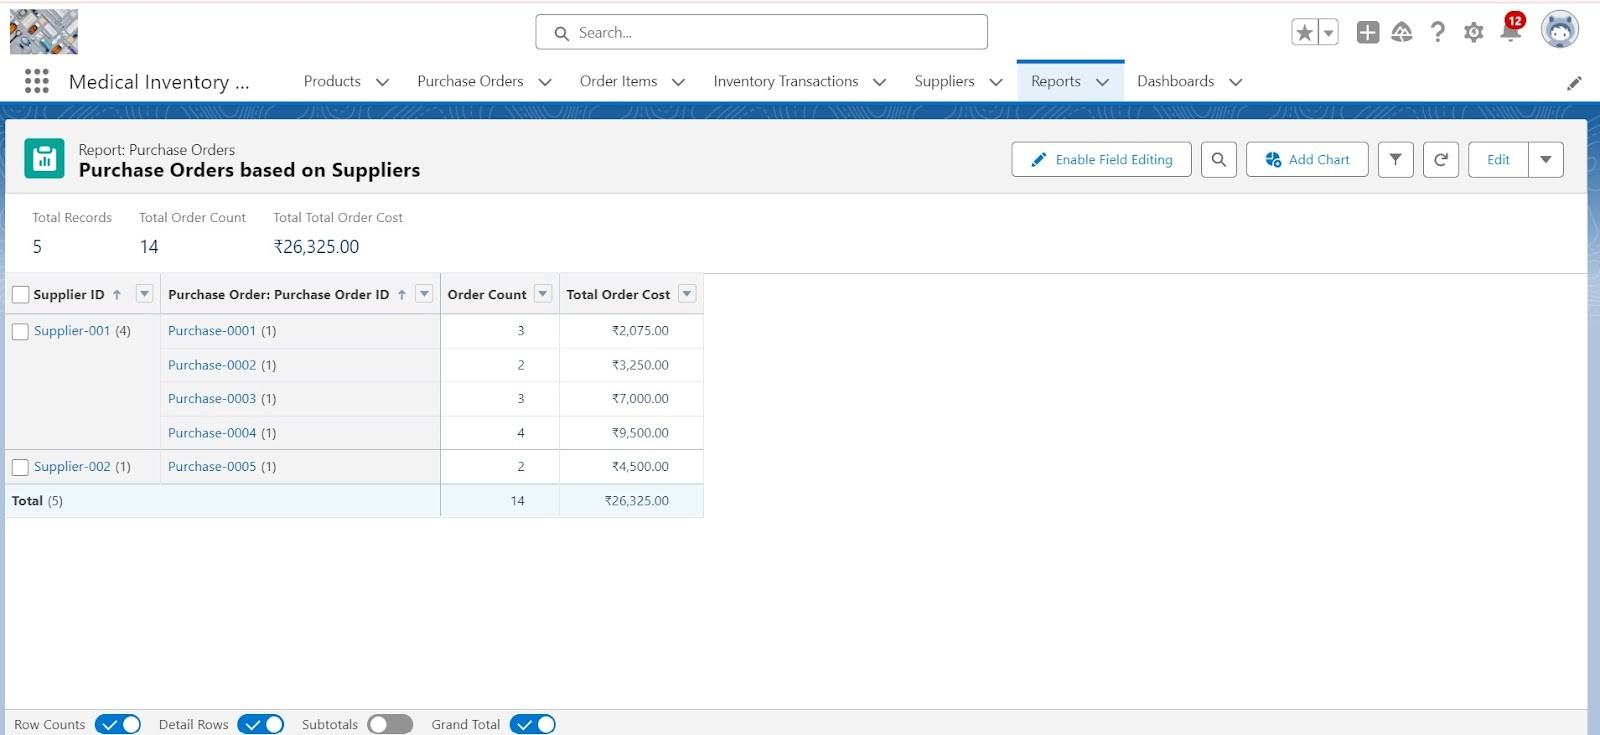 Search...
12
Medical Inventory ... Products Purchase Orders Order Items Inventory Transactions Suppliers Reports Dashboards
Report: Purchase Orders
Purchase Orders based on Suppliers
Enable Field Editing Add Chart Edit
Total Records Total Order Count Total Total Order Cost
5 14 ₹26,325.00
Supplier ID ↑ Purchase Order: Purchase Order ID ↑ Order Count Total Order Cost
Supplier-001 (4) Purchase-0001 (1) 3 ₹2,075.00
Purchase-0002 (1) 2 ₹3,250.00
Purchase-0003 (1) 3 ₹7,000.00
Purchase-0004 (1) 4 ₹9,500.00
Supplier-002 (1) Purchase-0005 (1) 2 ₹4,500.00
Total (5) 14 ₹26,325.00
Row Counts Detail Rows Subtotals Grand Total